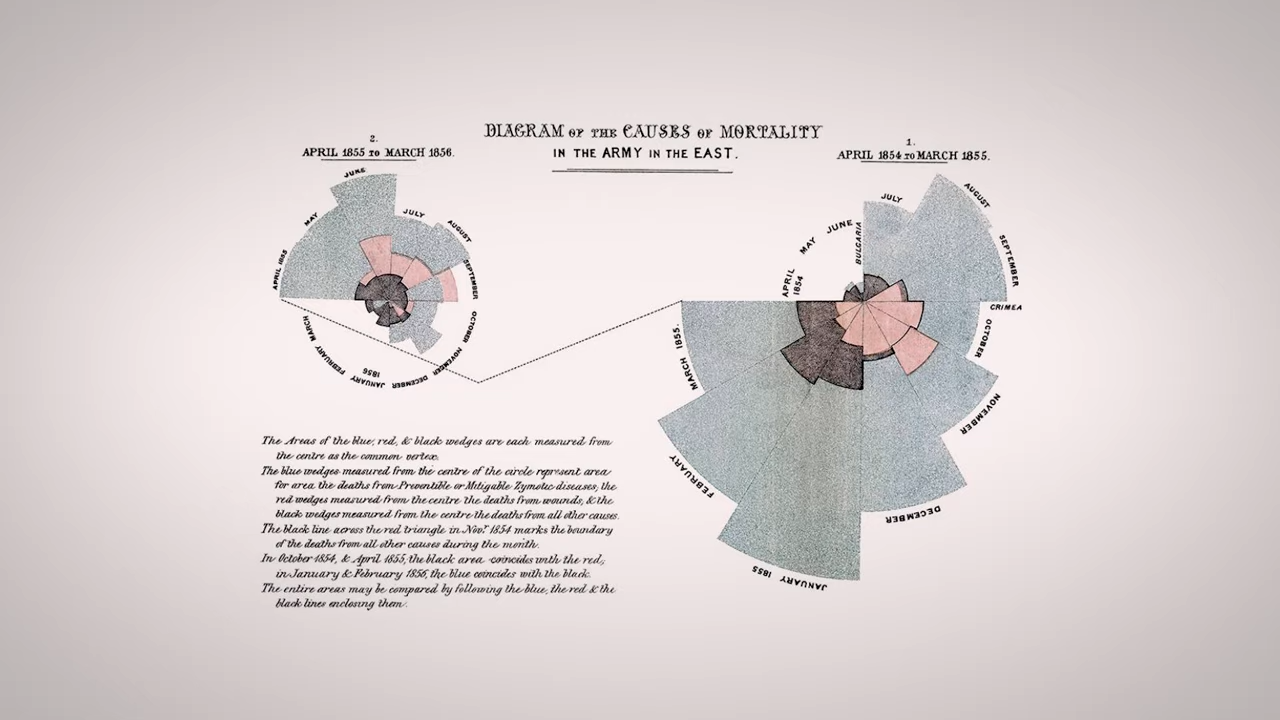 DIAGRAM OF THE CAUSES OF MORTALITY
IN THE ARMY IN THE EAST.
2.
APRIL 1855 TO MARCH 1856.
1.
APRIL 1854 TO MARCH 1855.
APRIL 1855
MAY
JUNE
JULY
AUGUST
SEPTEMBER
OCTOBER
NOVEMBER
DECEMBER
JANUARY
1856
FEBRUARY
MARCH
APRIL
1854
MAY
JUNE
BULGARIA
JULY
AUGUST
SEPTEMBER
CRIMEA
OCTOBER
NOVEMBER
DECEMBER
JANUARY 1855
FEBRUARY
MARCH 1855.
The Areas of the blue, red, & black wedges are each measured from
the centre as the common vertex.
The blue wedges measured from the centre of the circle represent area
for area the deaths from Preventible or Mitigable Zymotic diseases, the
red wedges measured from the centre the deaths from wounds, & the
black wedges measured from the centre the deaths from all other causes.
The black line across the red triangle in Novr. 1854 marks the boundary
of the deaths from all other causes during the month.
In October 1854, & April 1855, the black area coincides with the red;
in January & February 1856, the blue coincides with the black.
The entire areas may be compared by following the blue, the red & the
black lines enclosing them.